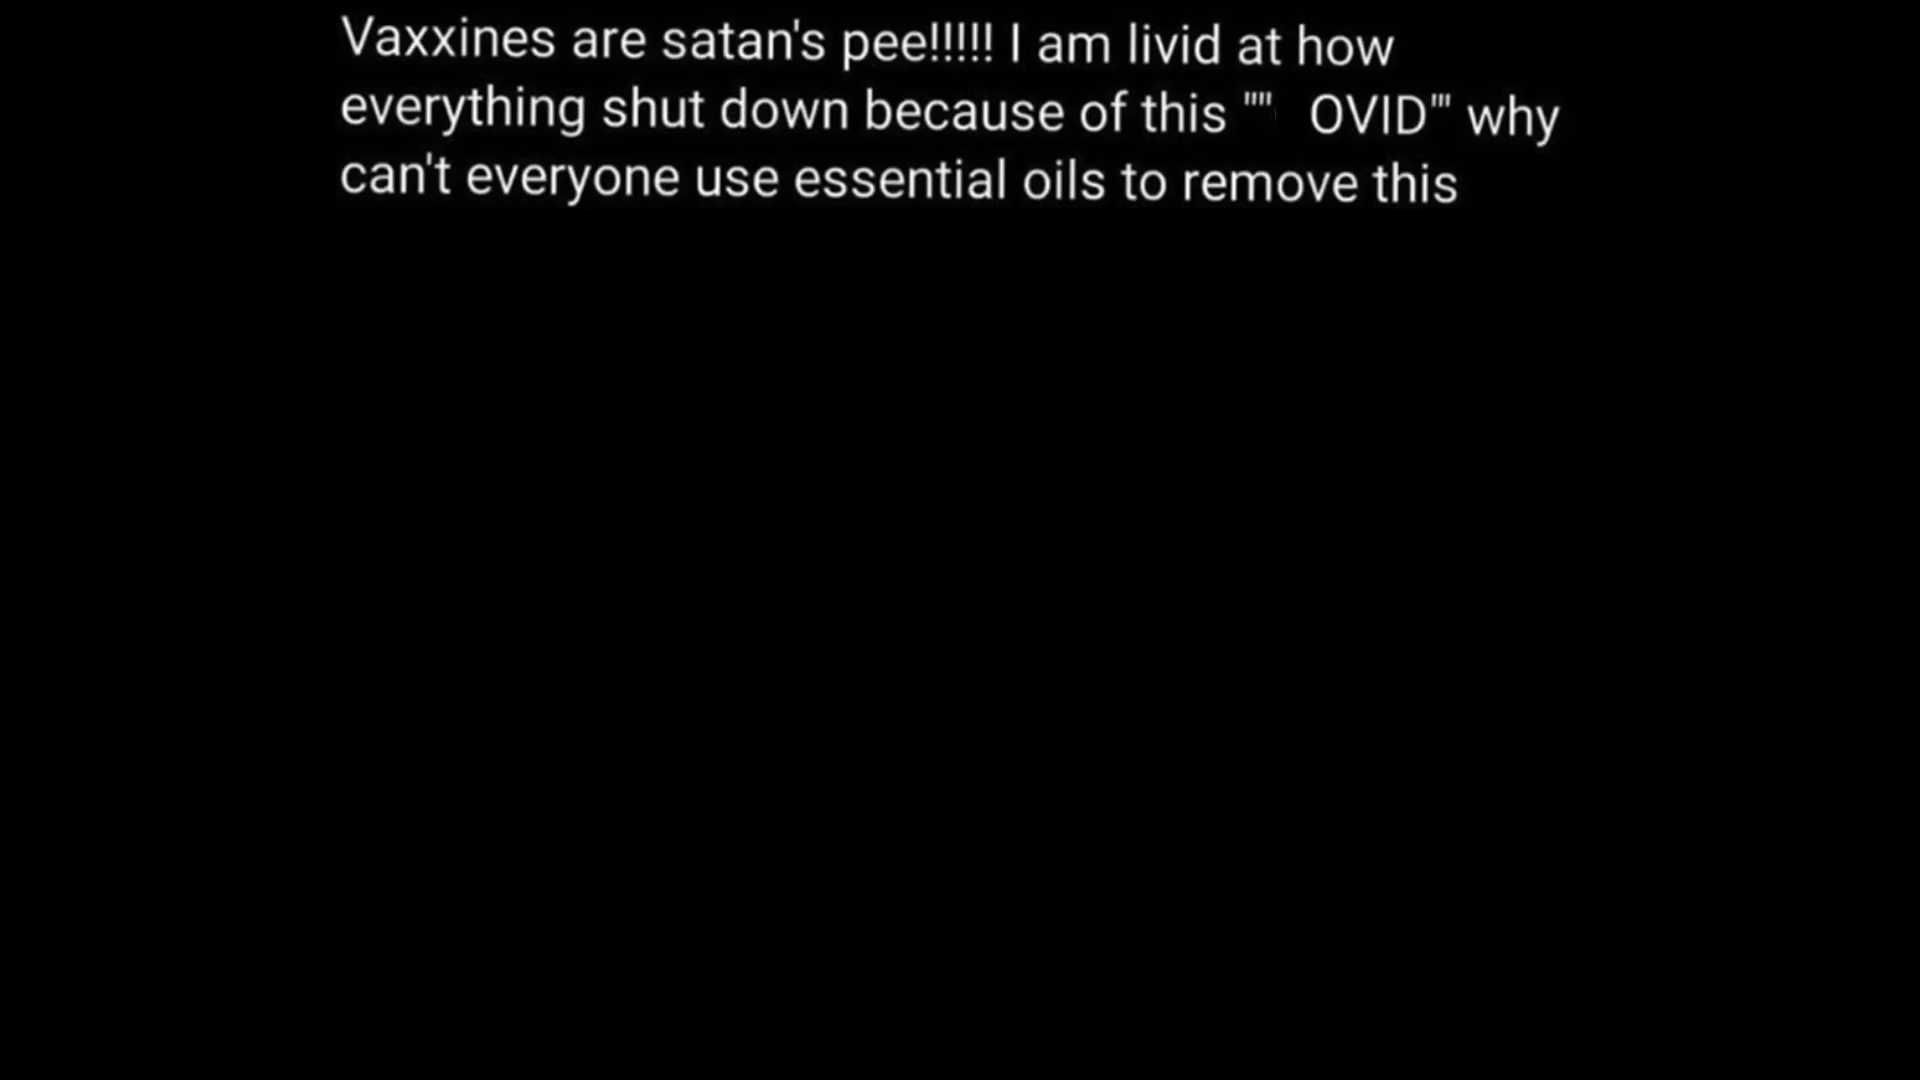 Vaxxines are satan's pee!!!!! I am livid at how
everything shut down because of this """ OVID"' why
can't everyone use essential oils to remove this